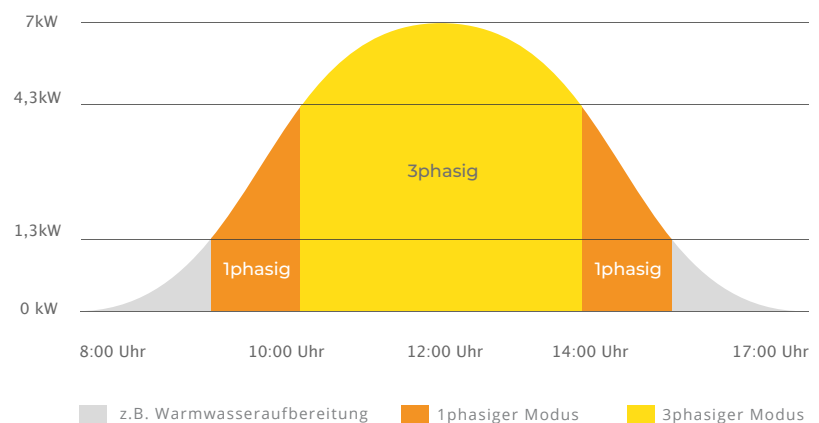 7kW
4,3kW
3phasig
1,3kW
1phasig 1phasig
0 kW
8:00 Uhr 10:00 Uhr 12:00 Uhr 14:00 Uhr 17:00 Uhr
z.B. Warmwasseraufbereitung 1phasiger Modus 3phasiger Modus